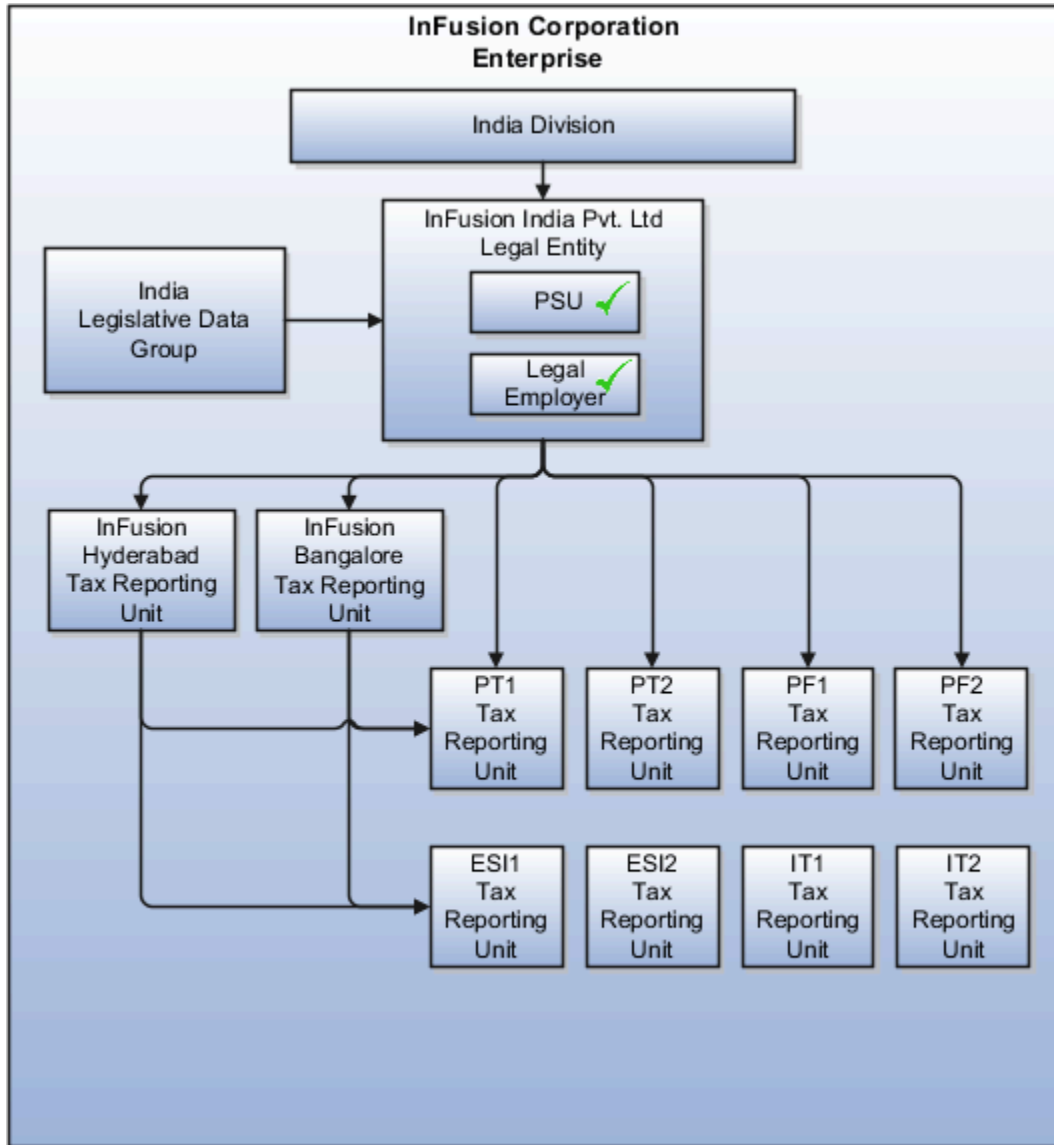 InFusion Corporation
Enterprise
India Division
InFusion India Pvt. Ltd
Legal Entity
PSU
Legal
Employer
India
Legislative Data
Group
InFusion
Hyderabad
Tax Reporting
Unit
InFusion
Bangalore
Tax Reporting
Unit
PT1
Tax
Reporting
Unit
PT2
Tax
Reporting
Unit
PF1
Tax
Reporting
Unit
PF2
Tax
Reporting
Unit
ESI1
Tax
Reporting
Unit
ESI2
Tax
Reporting
Unit
IT1
Tax
Reporting
Unit
IT2
Tax
Reporting
Unit